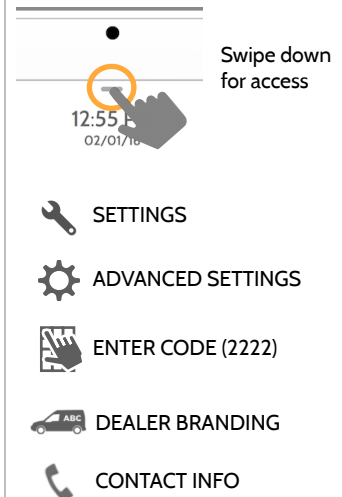 Swipe down
for access
12:55
02/01/1
SETTINGS
ADVANCED SETTINGS
ENTER CODE (2222)
ABC
DEALER BRANDING
CONTACT INFO